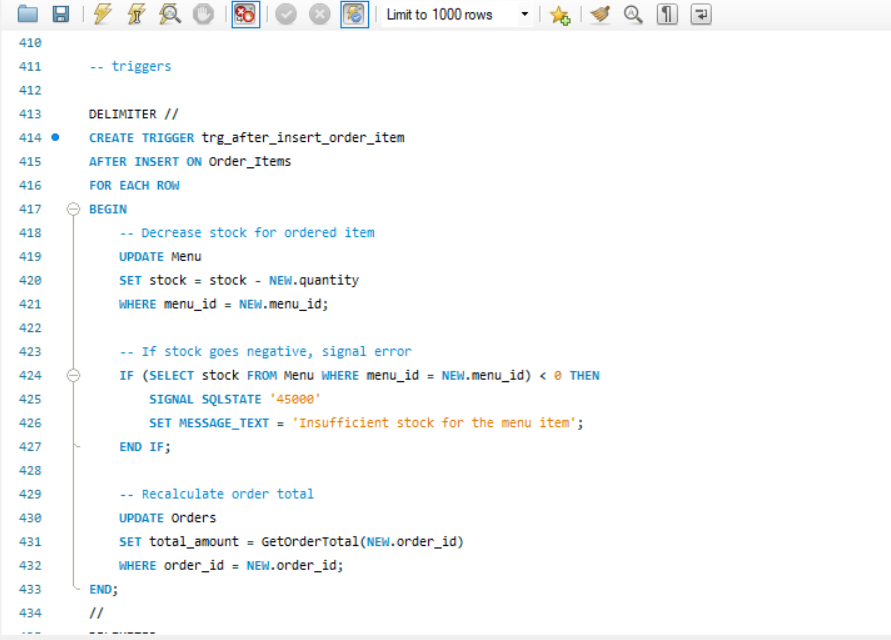 Limit to 1000 rows
410
411 -- triggers
412
413 DELIMITER //
414 CREATE TRIGGER trg_after_insert_order_item
415 AFTER INSERT ON Order_Items
416 FOR EACH ROW
417 BEGIN
418 -- Decrease stock for ordered item
419 UPDATE Menu
420 SET stock = stock - NEW.quantity
421 WHERE menu_id = NEW.menu_id;
422
423 -- If stock goes negative, signal error
424 IF (SELECT stock FROM Menu WHERE menu_id = NEW.menu_id) < 0 THEN
425 SIGNAL SQLSTATE '45000'
426 SET MESSAGE_TEXT = 'Insufficient stock for the menu item';
427 END IF;
428
429 -- Recalculate order total
430 UPDATE Orders
431 SET total_amount = GetOrderTotal(NEW.order_id)
432 WHERE order_id = NEW.order_id;
433 END;
434 //